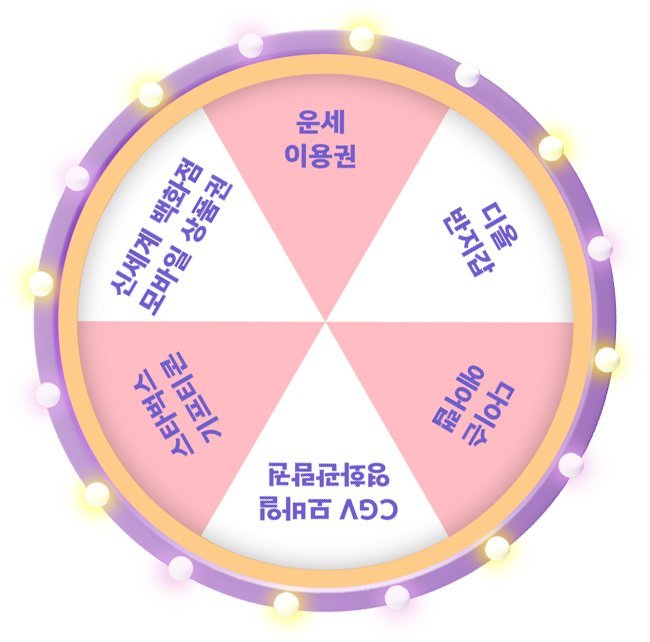 운세
이용권
디올
반지갑
다이슨
에어랩
CGV 모바일
영화관람권
스타벅스
기프티콘
신세계 백화점
모바일 상품권